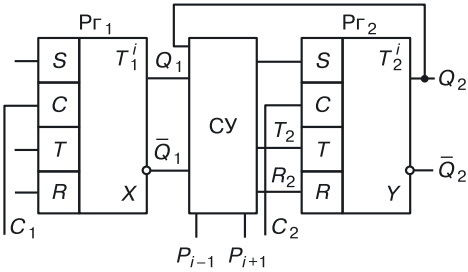 Рг₁ Рг₂
S T₁ⁱ Q₁ S T₂ⁱ Q₂
C СУ C
T Q̄₁ T₂ T Q̄₂
R X R₂ R Y
C₁ C₂
Pᵢ₋₁ Pᵢ₊₁